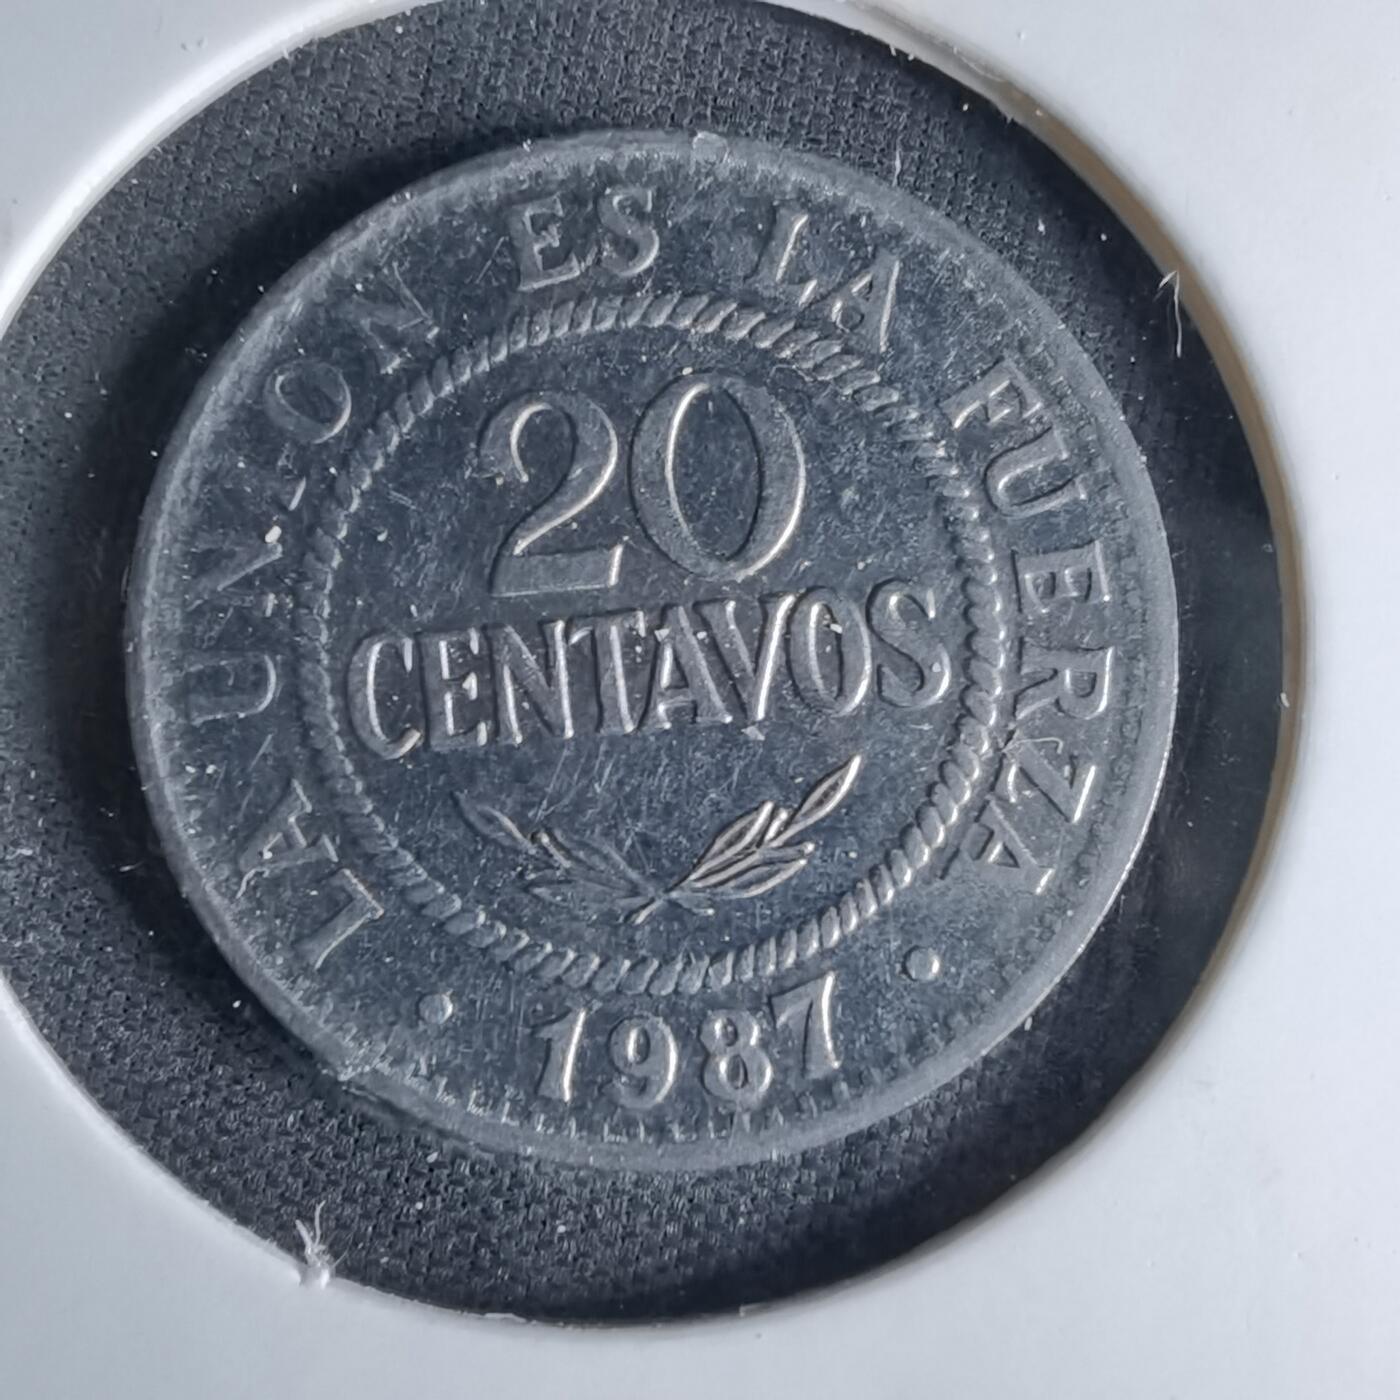 LA UNION ES LA FUERZA
20
CENTAVOS
1987